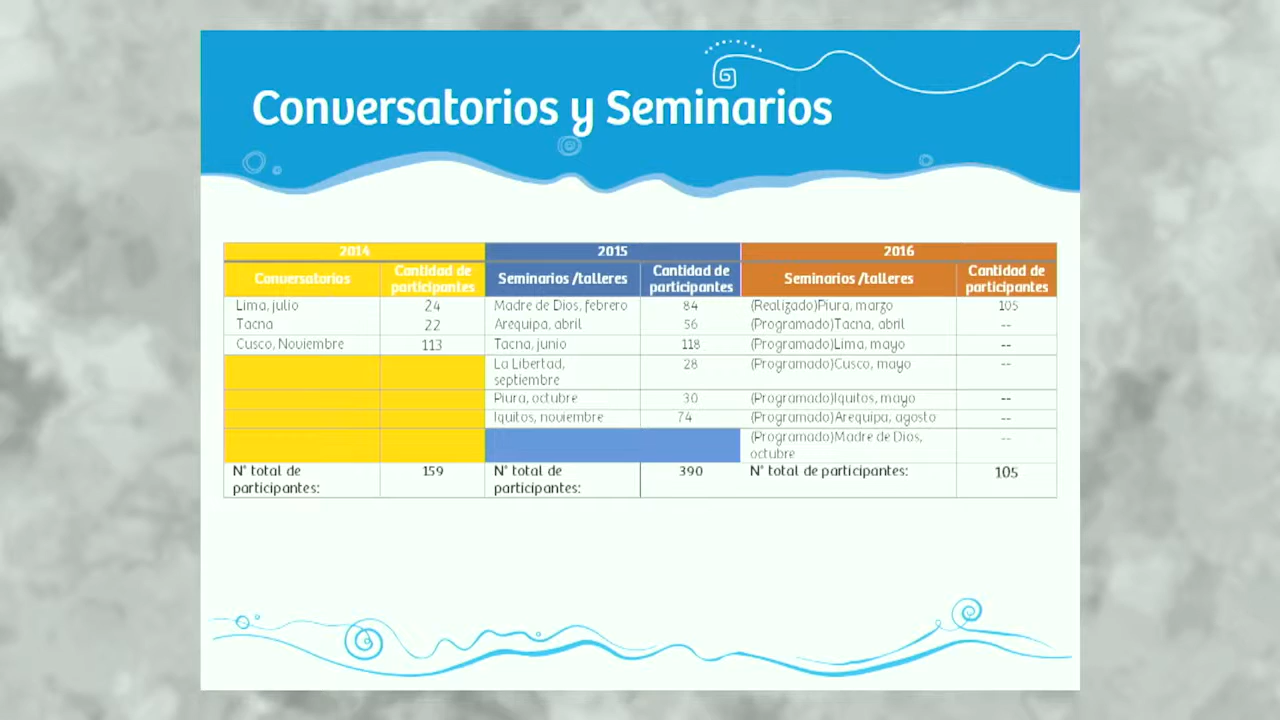 Conversatorios y Seminarios
2014 2015 2016
Conversatorios Cantidad de participantes Seminarios /talleres Cantidad de participantes Seminarios /talleres Cantidad de participantes
Lima, julio 24 Madre de Dios, febrero 84 (Realizado)Piura, marzo 105
Tacna 22 Arequipa, abril 56 (Programado)Tacna, abril --
Cusco, Noviembre 113 Tacna, junio 118 (Programado)Lima, mayo --
La Libertad, septiembre 28 (Programado)Cusco, mayo --
Piura, octubre 30 (Programado)Iquitos, mayo --
Iquitos, noviembre 74 (Programado)Arequipa, agosto --
(Programado)Madre de Dios, octubre --
N° total de participantes: 159 N° total de participantes: 390 N° total de participantes: 105